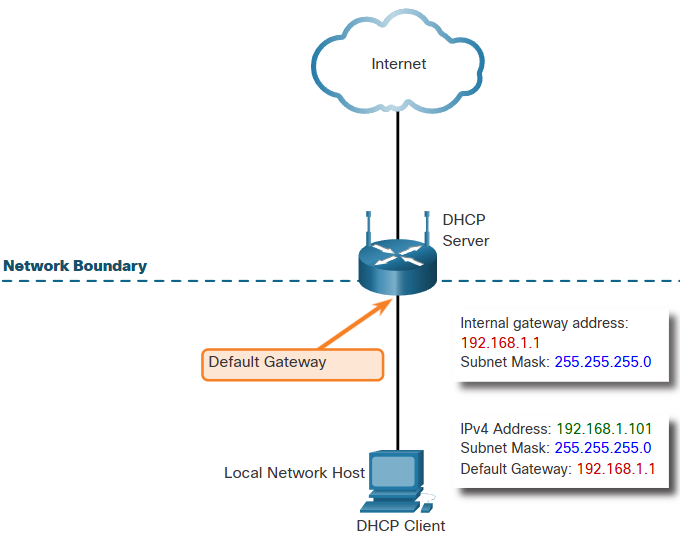 Internet
DHCP
Server
Network Boundary
Internal gateway address:
192.168.1.1
Subnet Mask: 255.255.255.0
Default Gateway
IPv4 Address: 192.168.1.101
Subnet Mask: 255.255.255.0
Default Gateway: 192.168.1.1
Local Network Host
DHCP Client